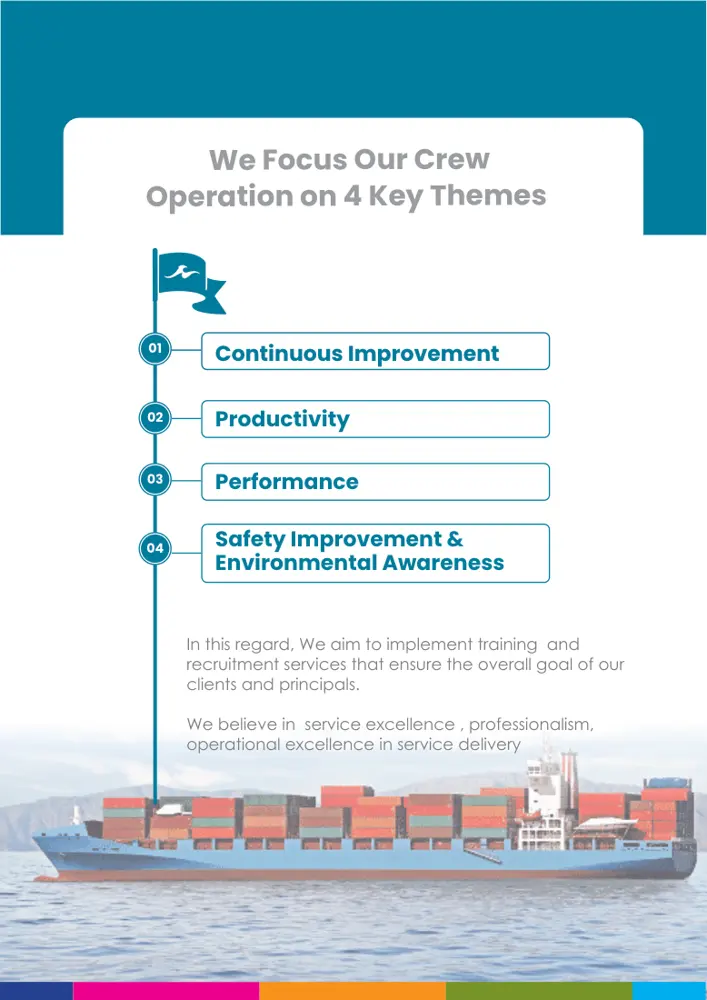 We Focus Our Crew
Operation on 4 Key Themes
01
Continuous Improvement
02
Productivity
03
Performance
04
Safety Improvement &
Environmental Awareness
In this regard, We aim to implement training  and
recruitment services that ensure the overall goal of our
clients and principals.
We believe in  service excellence , professionalism,
operational excellence in service delivery